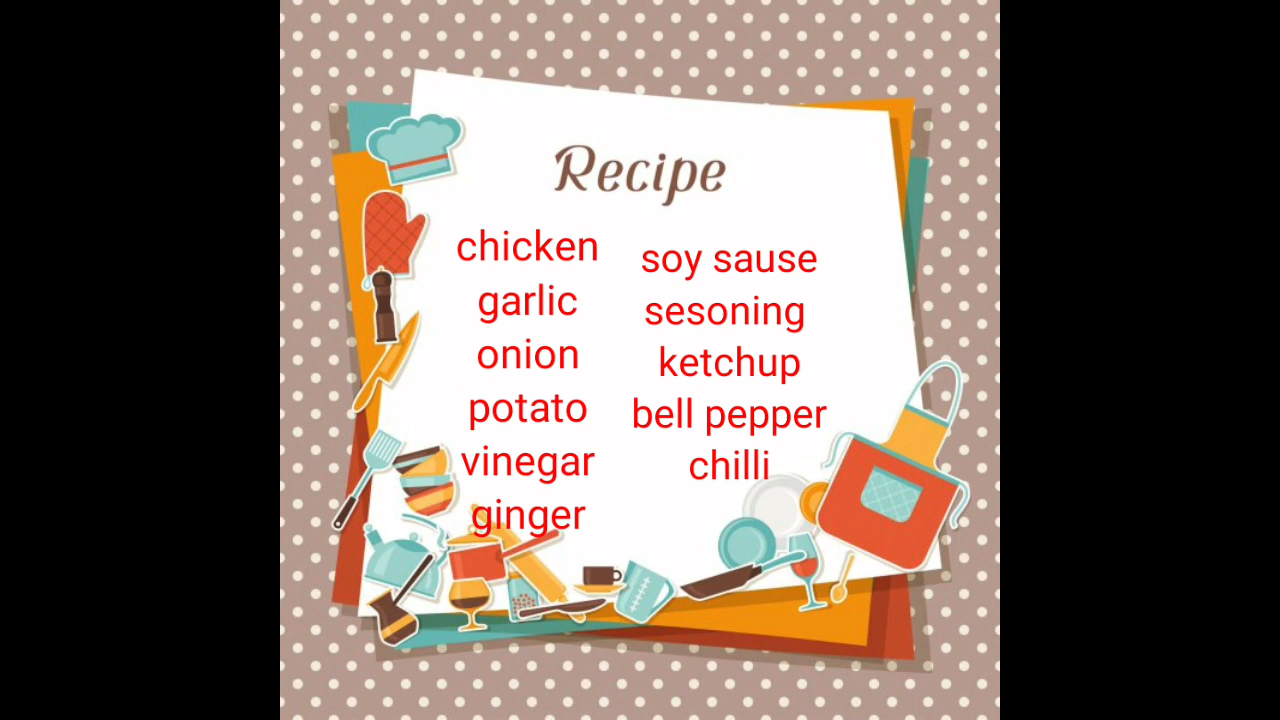 Recipe
chicken
garlic
onion
potato
vinegar
ginger
soy sause
sesoning
ketchup
bell pepper
chilli